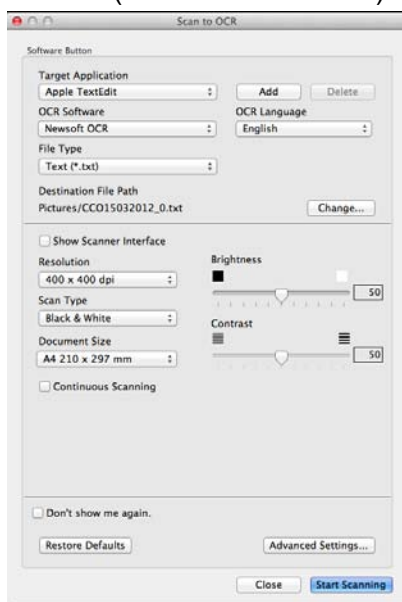 Scan to OCR
Software Button
Target Application
Apple TextEdit Add Delete
OCR Software OCR Language
Newsoft OCR English
File Type
Text (*.txt)
Destination File Path
Pictures/CCO15032012_0.txt Change...
Show Scanner Interface
Resolution Brightness
400 x 400 dpi 50
Scan Type
Black & White Contrast
Document Size
A4 210 x 297 mm 50
Continuous Scanning
Don't show me again.
Restore Defaults Advanced Settings...
Close Start Scanning